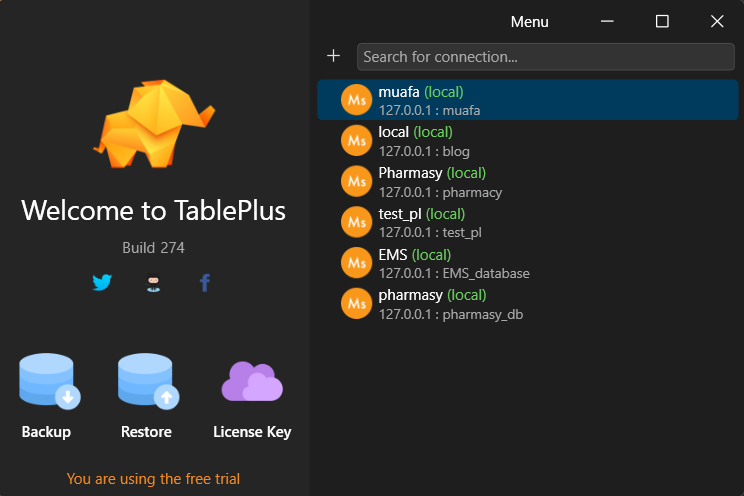 Menu
Search for connection...
Ms
muafa (local)
127.0.0.1 : muafa
Ms
local (local)
127.0.0.1 : blog
Ms
Pharmasy (local)
127.0.0.1 : pharmacy
Ms
test_pl (local)
127.0.0.1 : test_pl
Ms
EMS (local)
127.0.0.1 : EMS_database
Ms
pharmasy (local)
127.0.0.1 : pharmasy_db
Welcome to TablePlus
Build 274
Backup
Restore
License Key
You are using the free trial